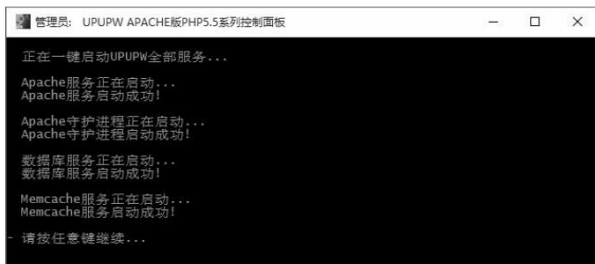 管理员: UPUPW APACHE版PHP5.5系列控制面板
正在一键启动UPUPW全部服务...
Apache服务正在启动...
Apache服务启动成功!
Apache守护进程正在启动...
Apache守护进程启动成功!
数据库服务正在启动...
数据库服务启动成功!
Memcache服务正在启动...
Memcache服务启动成功!
- 请按任意键继续...